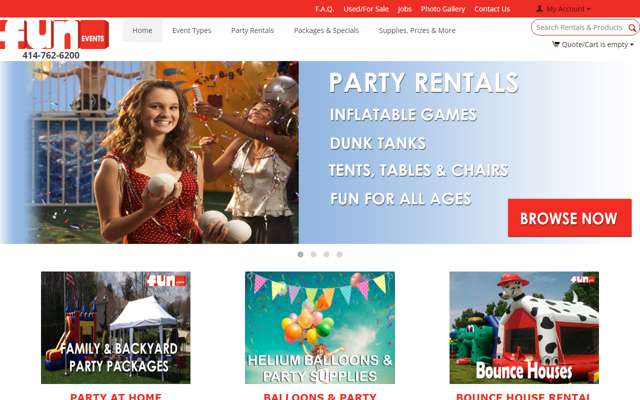 F.A.Q. Used/For Sale Jobs Photo Gallery Contact Us My Account
fun EVENTS
414-762-6200
Home Event Types Party Rentals Packages & Specials Supplies, Prizes & More
Search Rentals & Products
Quote/Cart is empty
PARTY RENTALS
INFLATABLE GAMES
DUNK TANKS
TENTS, TABLES & CHAIRS
FUN FOR ALL AGES
BROWSE NOW
fun
FAMILY & BACKYARD
PARTY PACKAGES
HELIUM BALLOONS &
PARTY SUPPLIES
fun
Bounce Houses
PARTY AT HOME
BALLOONS & PARTY
BOUNCE HOUSE RENTAL